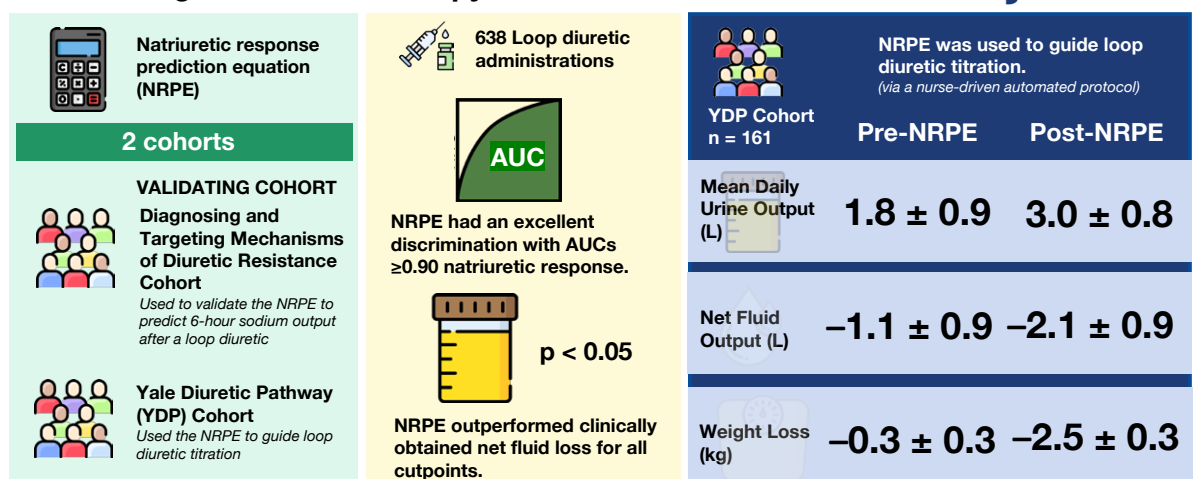 Natriuretic response
prediction equation
(NRPE)
2 cohorts
VALIDATING COHORT
Diagnosing and
Targeting Mechanisms
of Diuretic Resistance
Cohort
Used to validate the NRPE to
predict 6-hour sodium output
after a loop diuretic
Yale Diuretic Pathway
(YDP) Cohort
Used the NRPE to guide loop
diuretic titration
638 Loop diuretic
administrations
AUC
NRPE had an excellent
discrimination with AUCs
≥0.90 natriuretic response.
p < 0.05
NRPE outperformed clinically
obtained net fluid loss for all
cutpoints.
NRPE was used to guide loop
diuretic titration.
(via a nurse-driven automated protocol)
YDP Cohort
n = 161
Pre-NRPE Post-NRPE
Mean Daily
Urine Output
(L)
1.8 ± 0.9 3.0 ± 0.8
Net Fluid
Output (L)
–1.1 ± 0.9 –2.1 ± 0.9
Weight Loss
(kg)
–0.3 ± 0.3 –2.5 ± 0.3